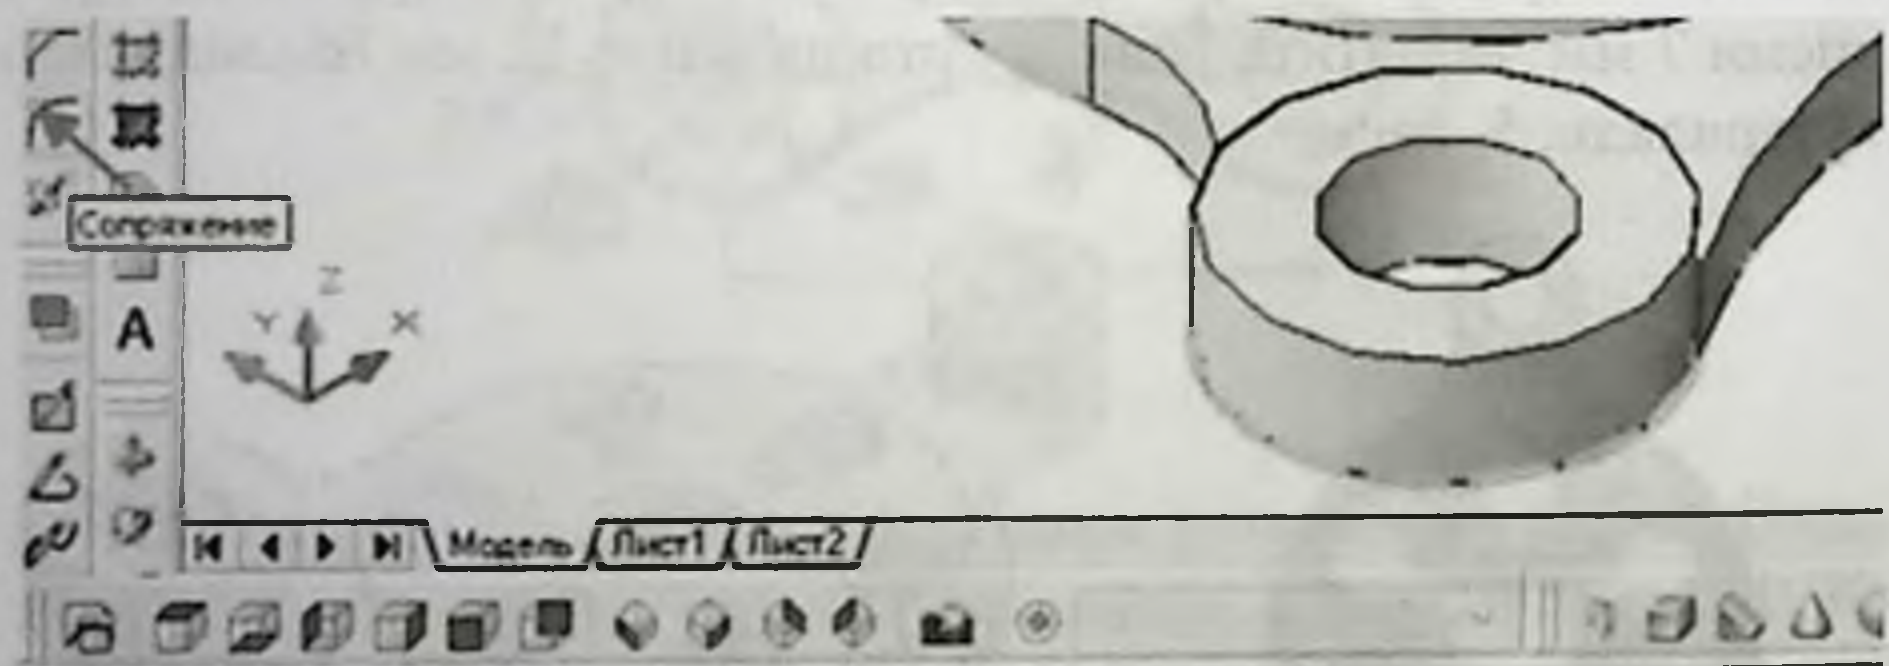 Сопряжение
Z
Y X
A
Модель Лист1 Лист2